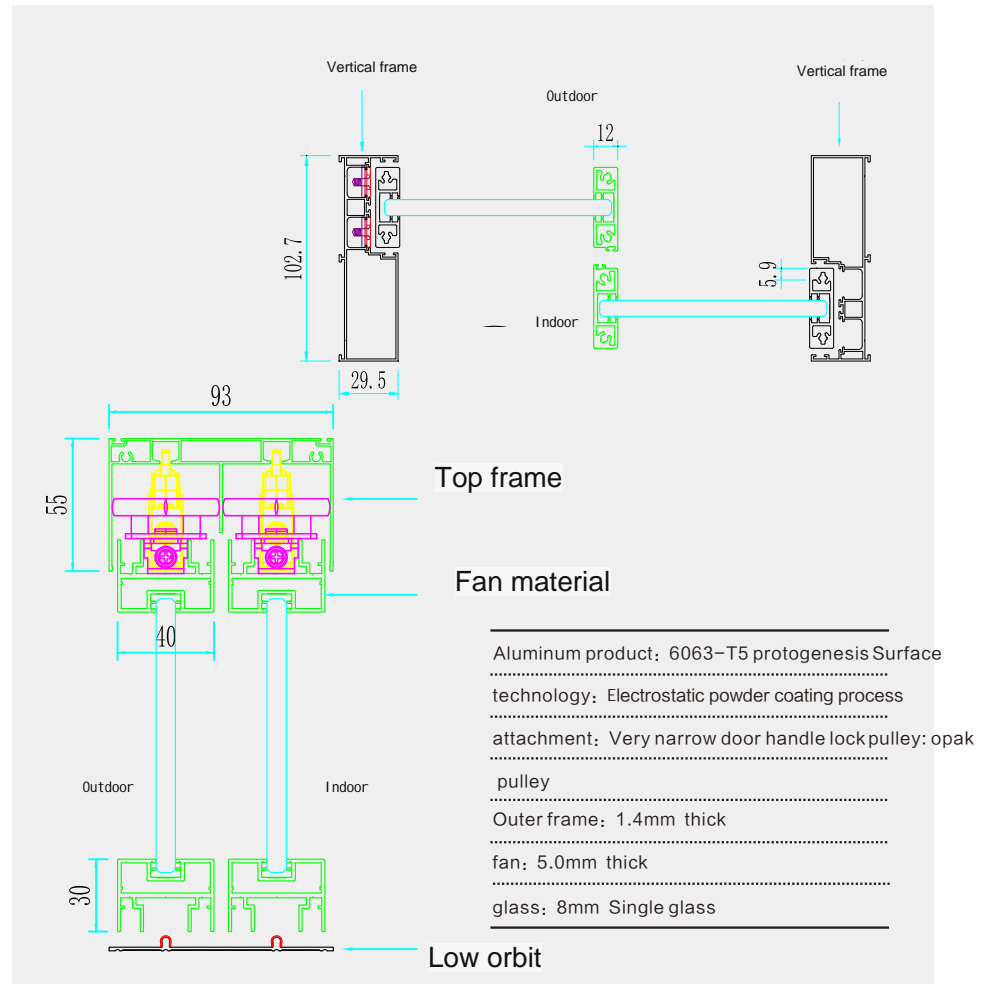 Vertical frame
Vertical frame
Outdoor
12
102.7
5.9
Indoor
29.5
93
55
Top frame
Fan material
40
Aluminum product: 6063-T5 protogenesis Surface
technology: Electrostatic powder coating process
attachment: Very narrow door handle lock pulley: opak
pulley
Outer frame: 1.4mm thick
fan: 5.0mm thick
glass: 8mm Single glass
Outdoor
Indoor
30
Low orbit